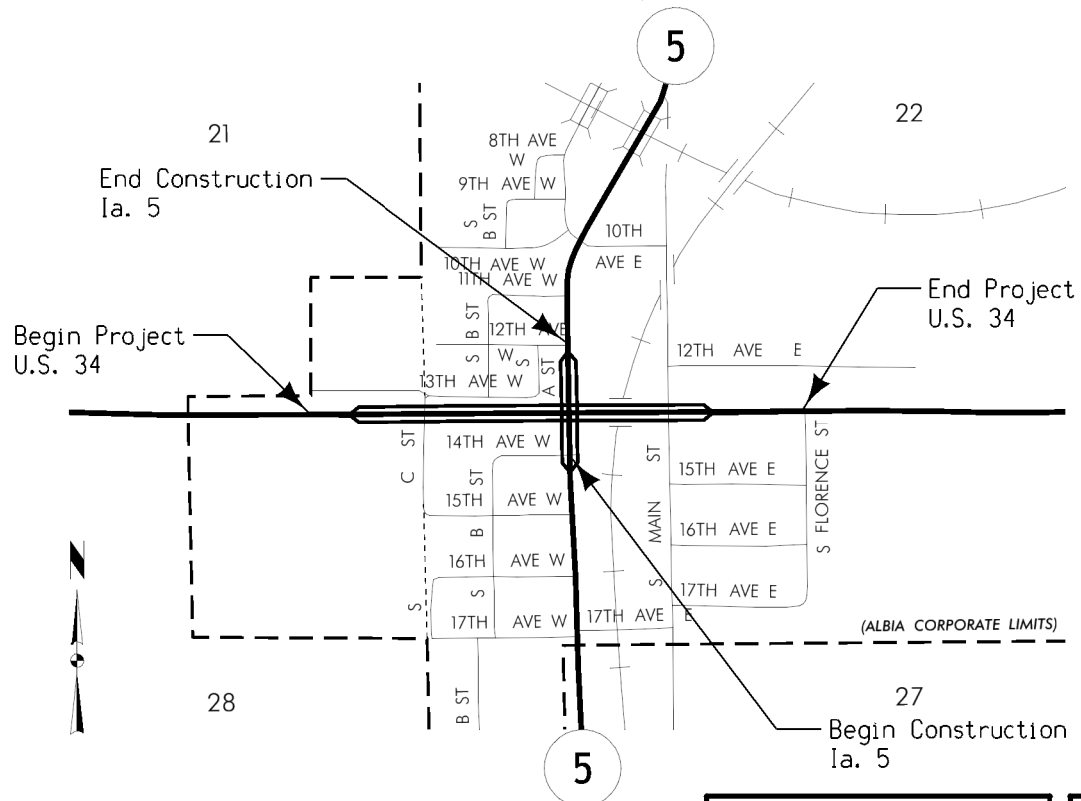 5
21
22
8TH AVE
W
9TH AVE W
End Construction
Ia. 5
S
B ST
10TH
AVE E
10TH AVE W
11TH AVE W
End Project
U.S. 34
Begin Project
U.S. 34
S B ST
12TH AVE
W
S
A ST
12TH AVE E
13TH AVE W
S C ST
14TH AVE W
S B ST
S MAIN ST
S FLORENCE ST
15TH AVE E
15TH AVE W
16TH AVE E
16TH AVE W
17TH AVE E
17TH AVE W
17TH AVE E
(ALBIA CORPORATE LIMITS)
N
28
27
B ST
Begin Construction
Ia. 5
5